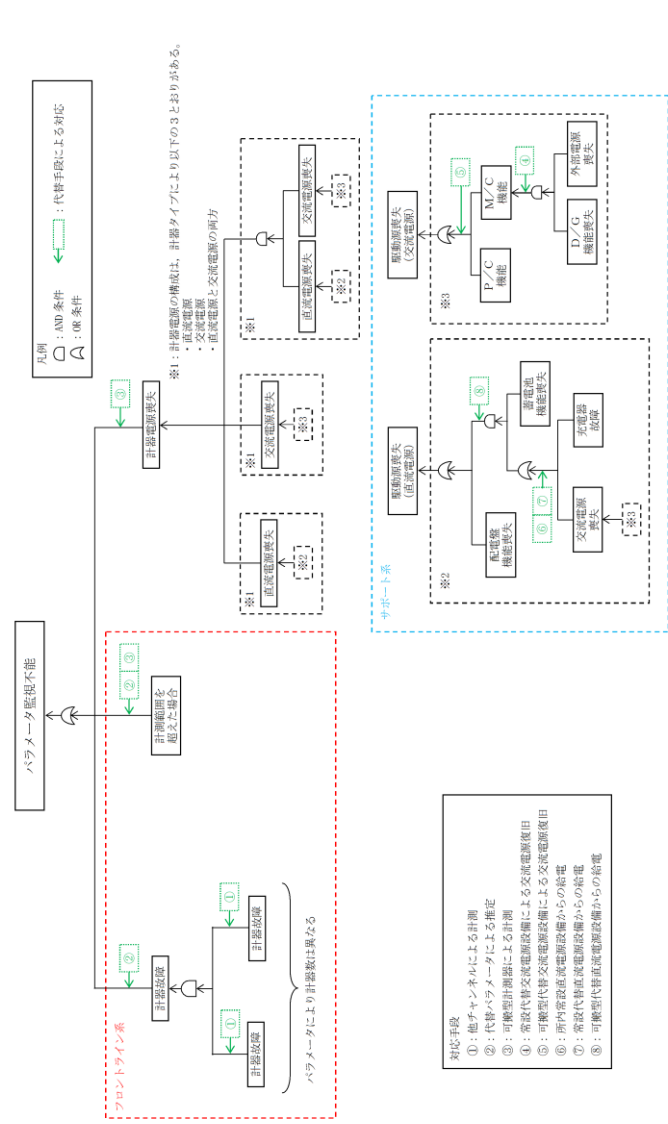 パラメータ監視不能
凡例
：AND 条件
：OR 条件
：代替手段による対応
フロントライン系
②
計器故障
①
計器故障
①
計器故障
パラメータにより計器数は異なる
② ③
計測範囲を
超えた場合
③
計器電源喪失
※1：計器電源の構成は，計器タイプにより以下の3とおりがある。
・直流電源
・交流電源
・直流電源と交流電源の両方
※1
直流電源喪失
※2
※1
交流電源喪失
※3
※1
直流電源喪失
※2
交流電源喪失
※3
サポート系
駆動源喪失
(直流電源)
※2
配電盤
機能喪失
⑧
蓄電池
機能喪失
⑥ ⑦
交流電源
喪失
※3
充電器
故障
駆動源喪失
(交流電源)
※3
⑤
P／C
機能
M／C
機能
④
D／G
機能喪失
外部電源
喪失
対応手段
①：他チャンネルによる計測
②：代替パラメータによる推定
③：可搬型計測器による計測
④：常設代替交流電源設備による交流電源復旧
⑤：可搬型代替交流電源設備による交流電源復旧
⑥：所内常設直流電源設備からの給電
⑦：常設代替直流電源設備からの給電
⑧：可搬型代替直流電源設備からの給電